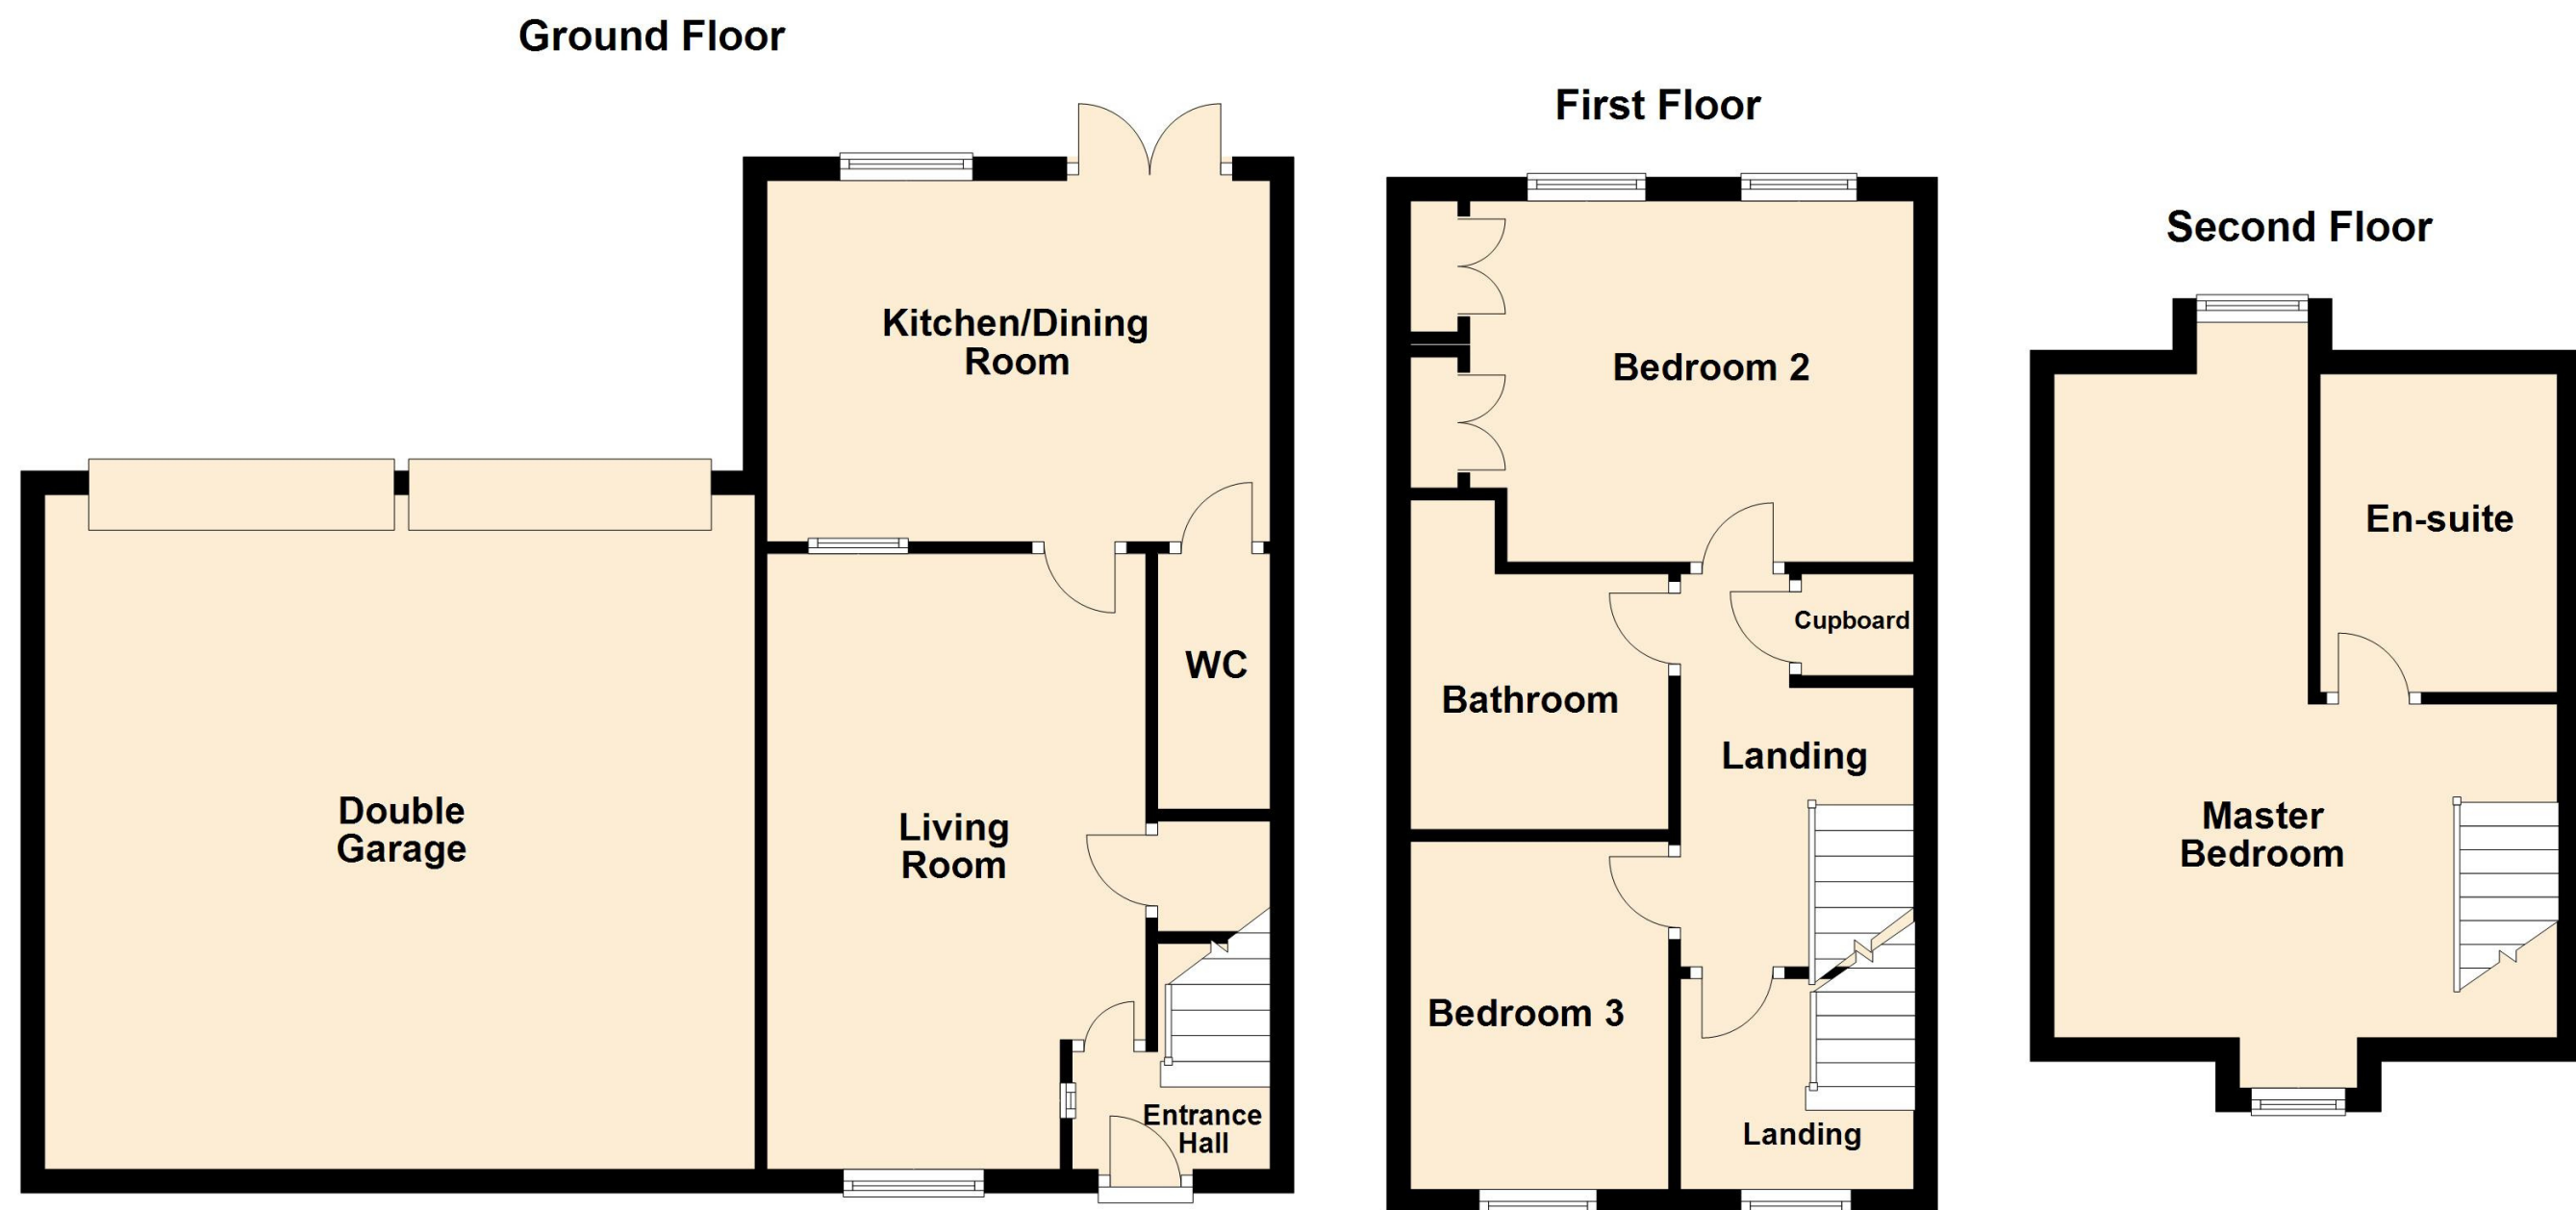 Ground Floor
Kitchen/Dining
Room
WC
Double
Garage
Living
Room
Entrance
Hall
First Floor
Bedroom 2
Cupboard
Bathroom
Landing
Bedroom 3
Landing
Second Floor
En-suite
Master
Bedroom